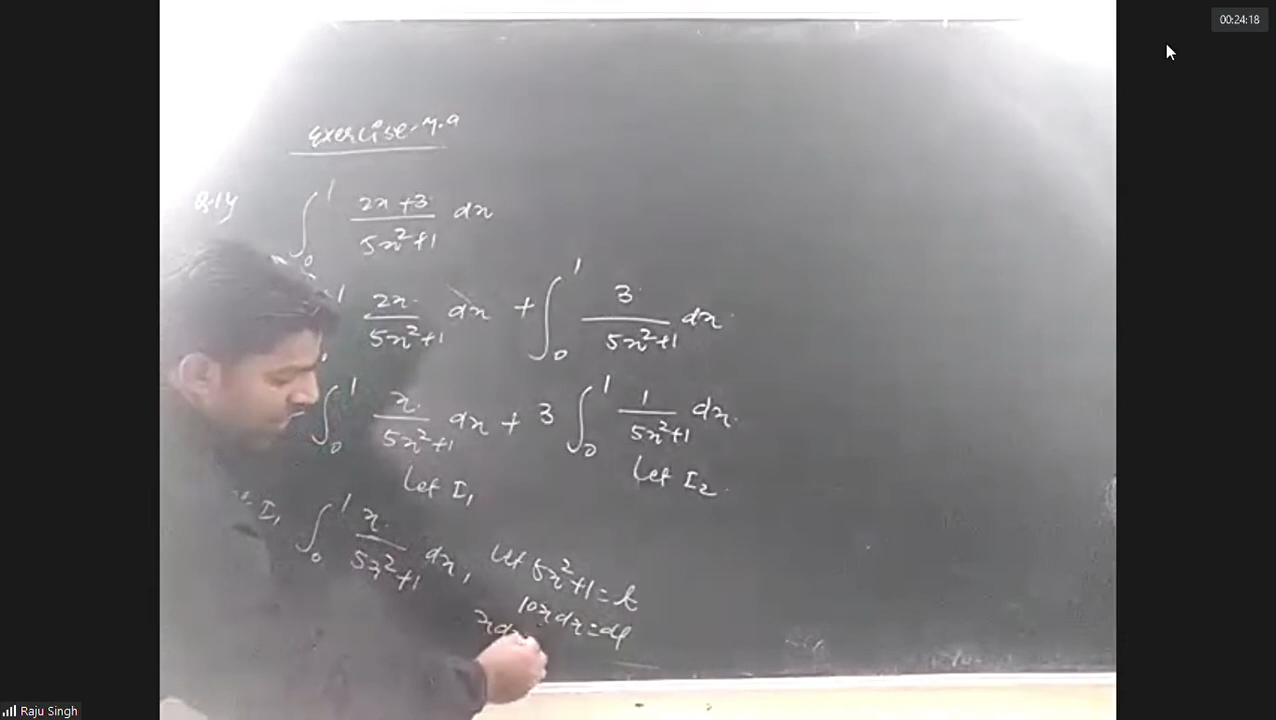 00:24:18
Exercise-7.9
Q.14 ∫₀¹ 2x+3/5x²+1 dx
2x/5x²+1 dx + ∫₀¹ 3/5x²+1 dx
∫₀¹ x/5x²+1 dx + 3 ∫₀¹ 1/5x²+1 dx
Let I₁ Let I₂
I₁ ∫₀¹ x/5x²+1 dx, Let 5x²+1=t
10x dx=dt
x dx
Raju Singh